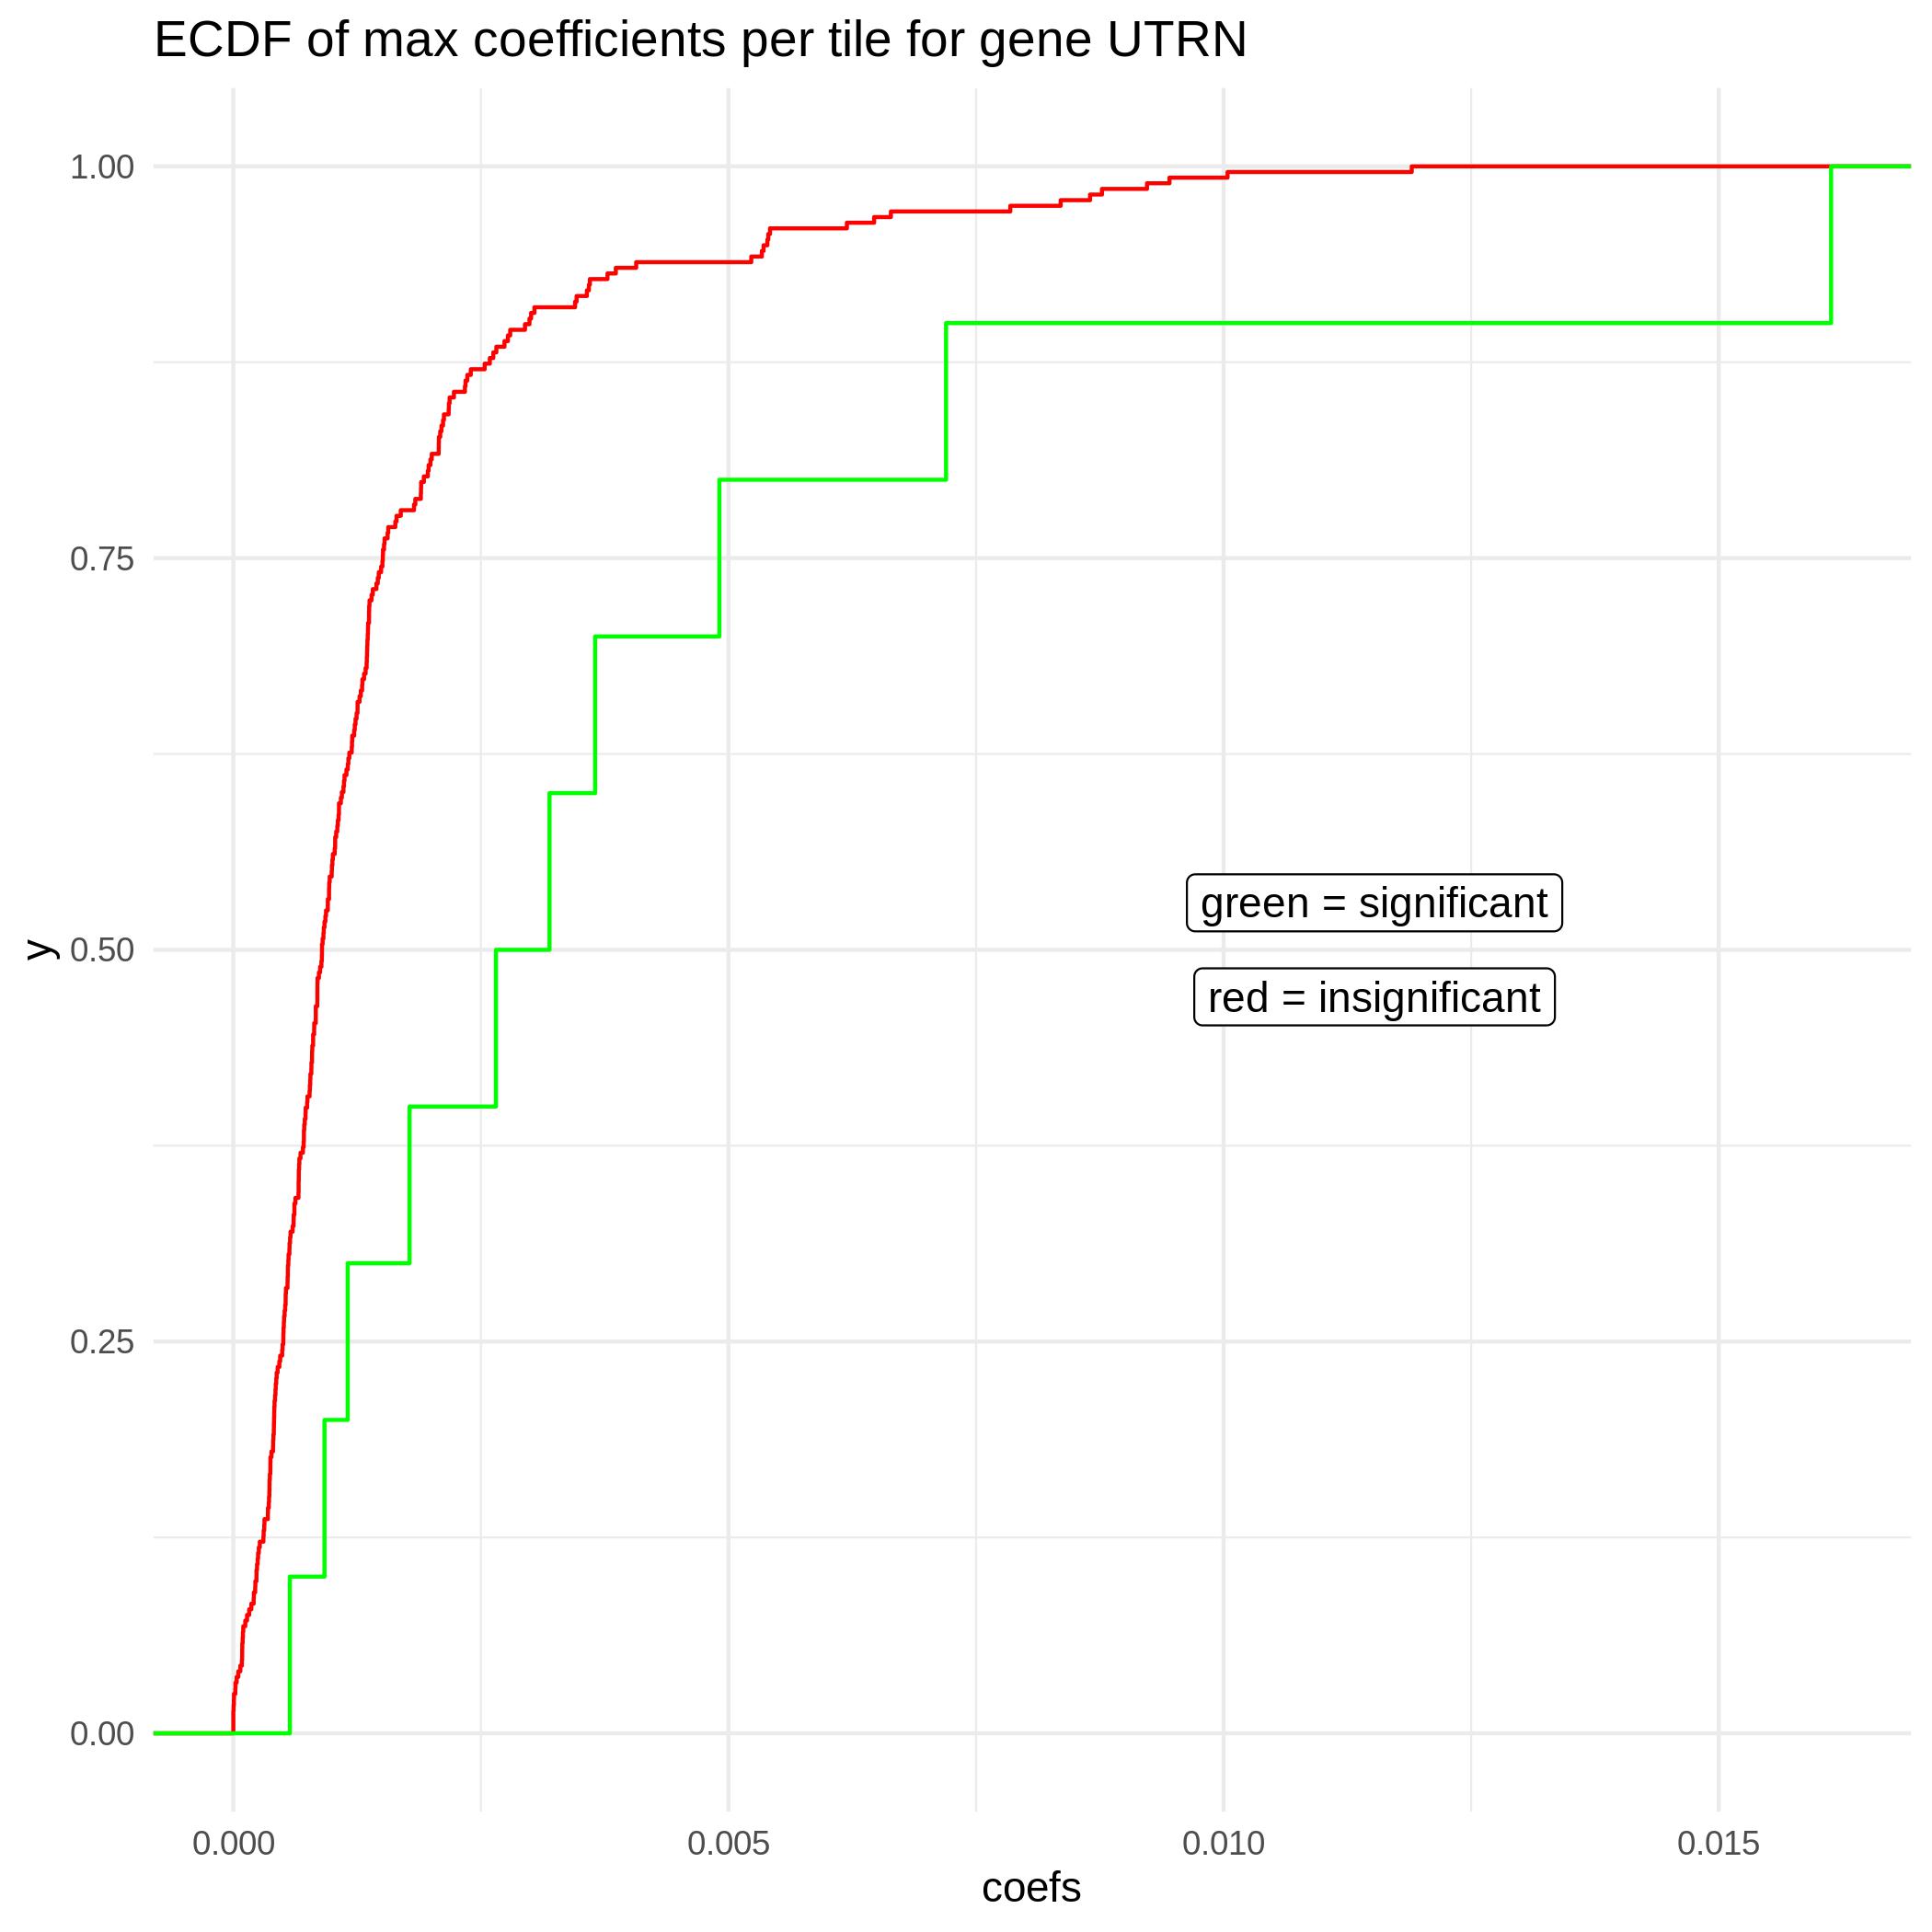 ECDF of max coefficients per tile for gene UTRN
1.00
0.75
0.50
0.25
0.00
y
green = significant
red = insignificant
0.000 0.005 0.010 0.015
coefs